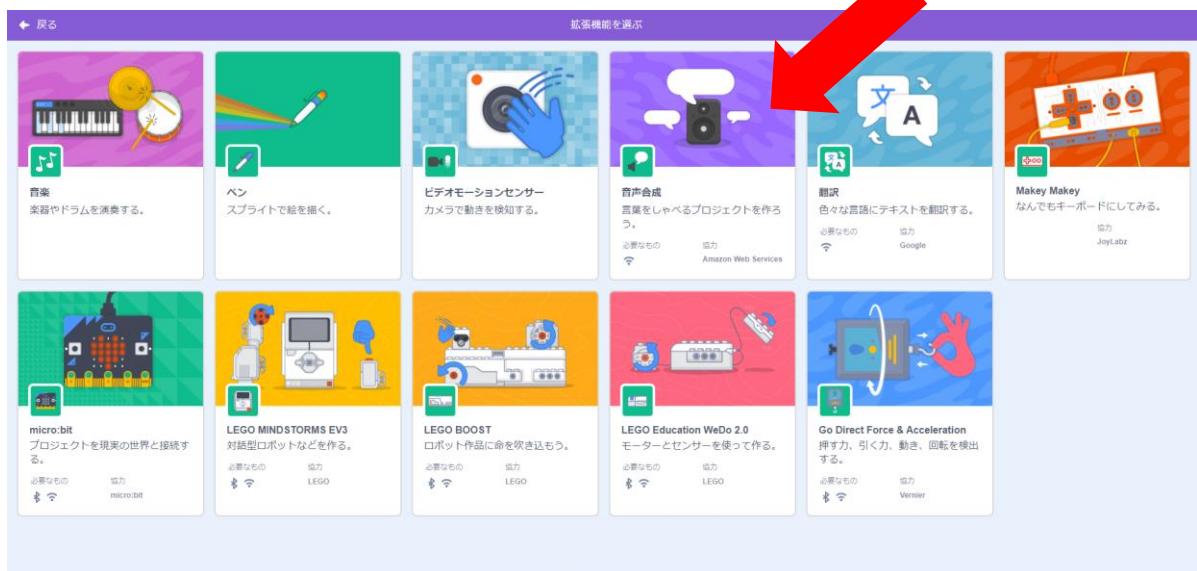 戻る
拡張機能を選ぶ
文
A
音楽
楽器やドラムを演奏する。
ペン
スプライトで絵を描く。
ビデオモーションセンサー
カメラで動きを検知する。
音声合成
言葉をしゃべるプロジェクトを作ろ
う。
必要なもの 協力
Amazon Web Services
翻訳
色々な言語にテキストを翻訳する。
必要なもの 協力
Google
Makey Makey
なんでもキーボードにしてみる。
協力
JoyLabz
micro:bit
プロジェクトを現実の世界と接続す
る。
必要なもの 協力
micro:bit
LEGO MINDSTORMS EV3
対話型ロボットなどを作る。
必要なもの 協力
LEGO
LEGO BOOST
ロボット作品に命を吹き込もう。
必要なもの 協力
LEGO
LEGO Education WeDo 2.0
モーターとセンサーを使って作る。
必要なもの 協力
LEGO
Go Direct Force & Acceleration
押す力、引く力、動き、回転を検出
する。
必要なもの 協力
Vernier